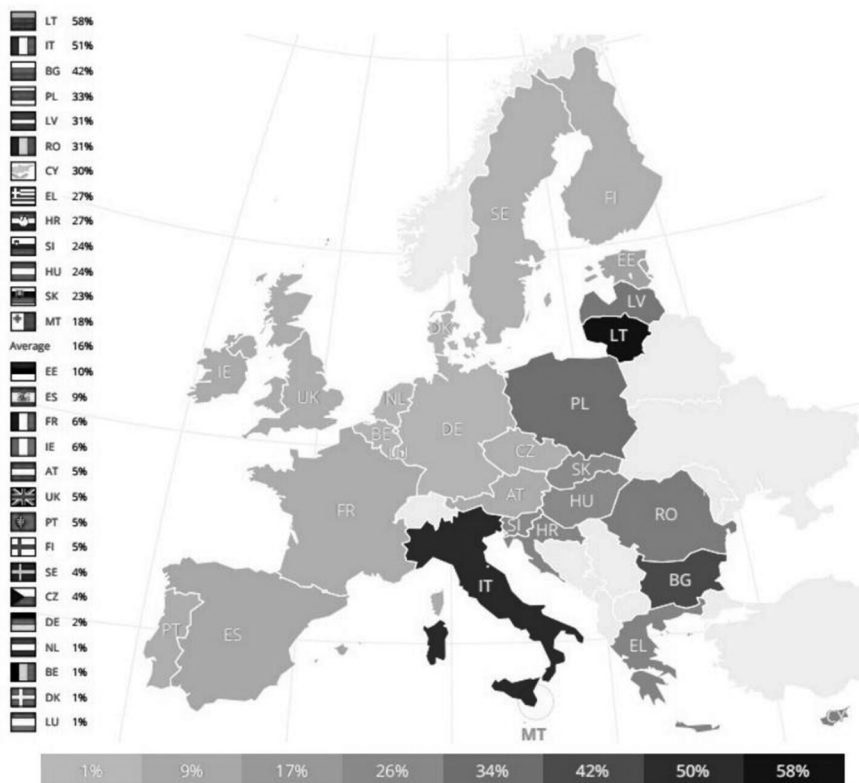 LT 58%
IT 51%
BG 42%
PL 33%
LV 31%
RO 31%
CY 30%
EL 27%
HR 27%
SI 24%
HU 24%
SK 23%
MT 18%
Average 16%
EE 10%
ES 9%
FR 6%
IE 6%
AT 5%
UK 5%
PT 5%
FI 5%
SE 4%
CZ 4%
DE 2%
NL 1%
BE 1%
DK 1%
LU 1%
SE
FI
EE
LV
LT
DK
IE
UK
NL
PL
BE
DE
LU
CZ
SK
FR
AT
HU
SI
HR
RO
IT
BG
PT
ES
EL
CY
MT
1% 9% 17% 26% 34% 42% 50% 58%